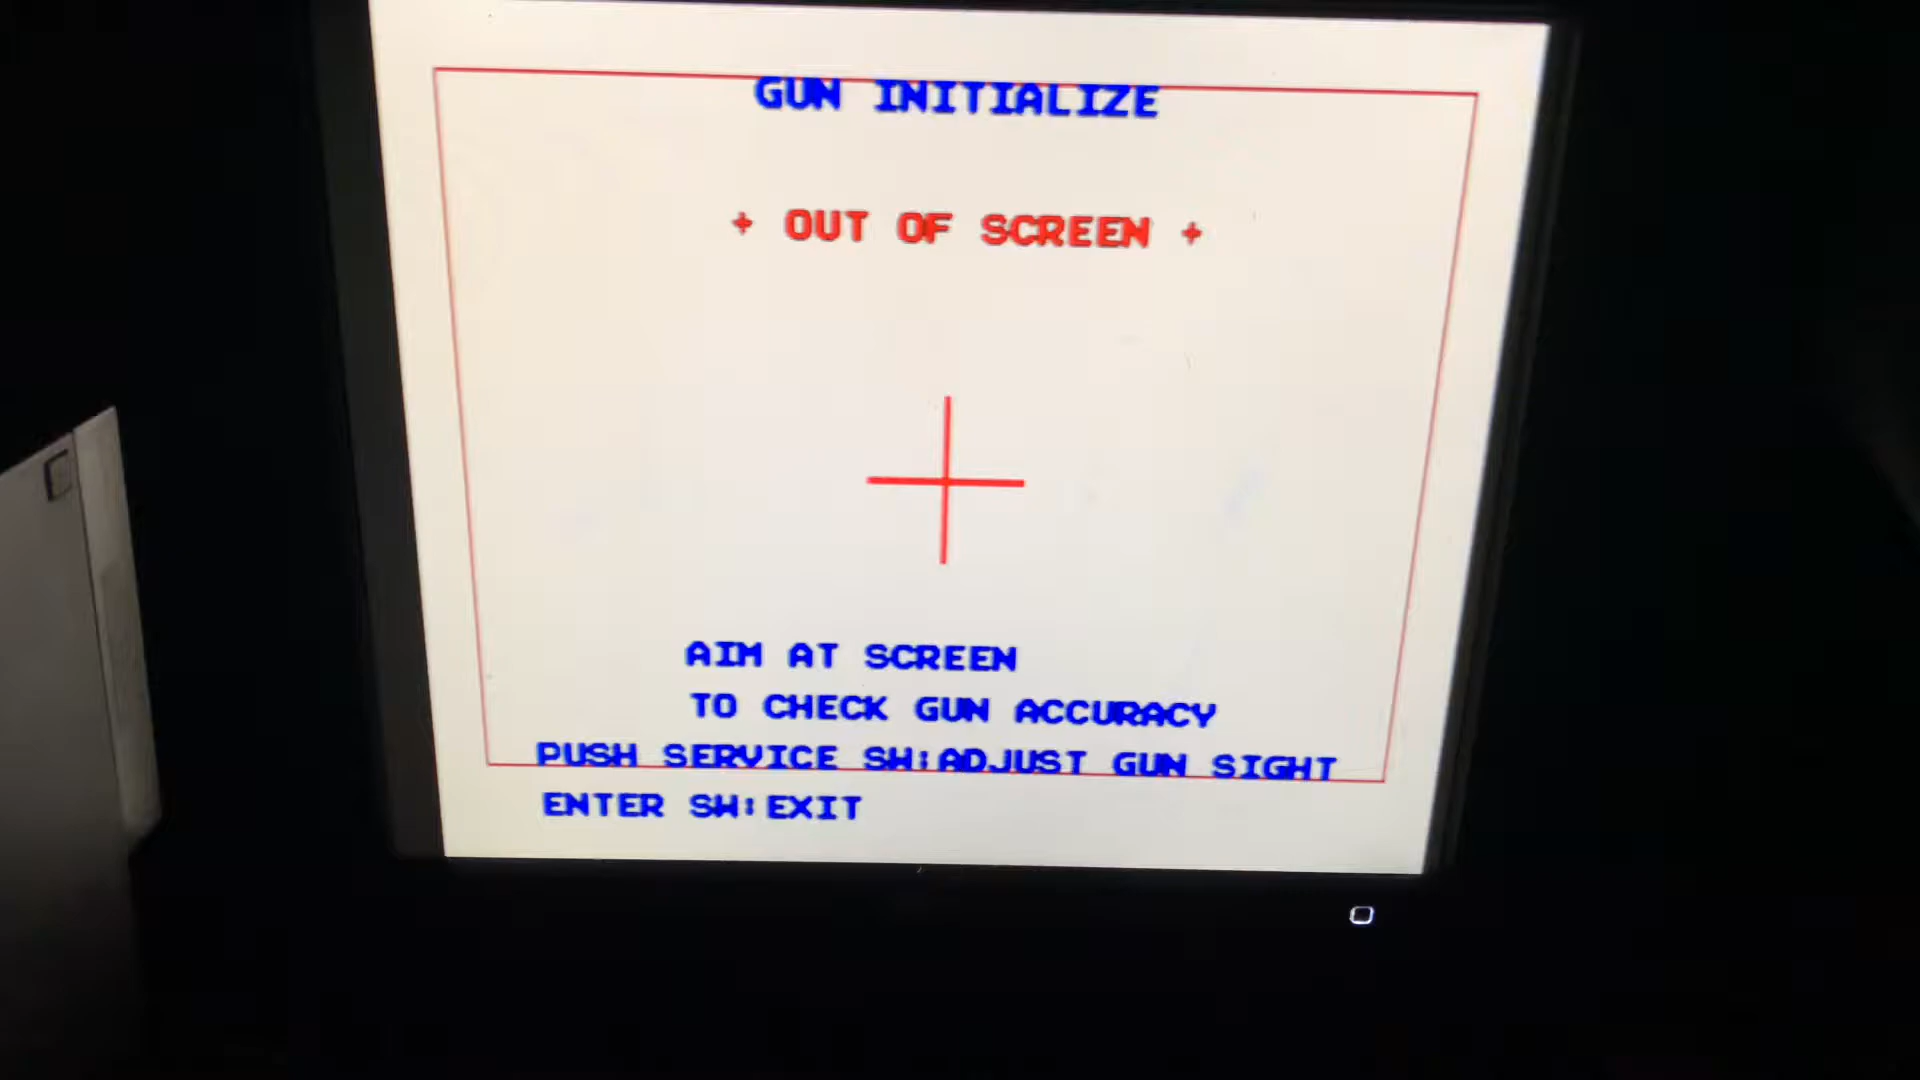 GUN INITIALIZE
+ OUT OF SCREEN +
AIM AT SCREEN
TO CHECK GUN ACCURACY
PUSH SERVICE SW:ADJUST GUN SIGHT
ENTER SW:EXIT